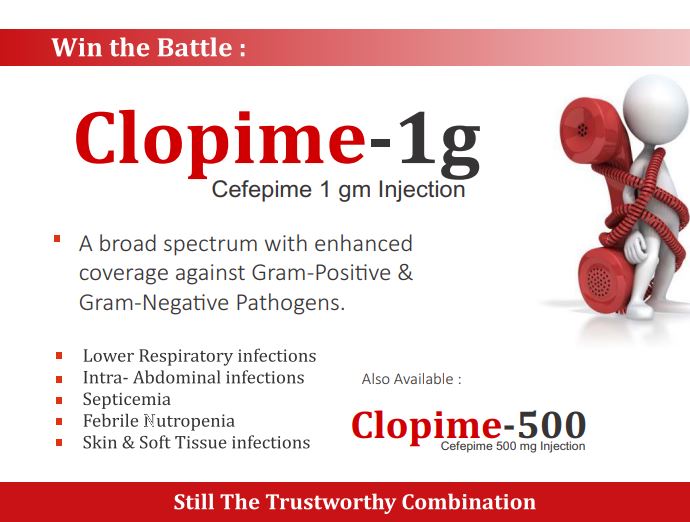 Win the Battle :
Clopime-1g
Cefepime 1 gm Injection
A broad spectrum with enhanced
coverage against Gram-Positive &
Gram-Negative Pathogens.
Lower Respiratory infections
Intra- Abdominal infections
Septicemia
Febrile Nutropenia
Skin & Soft Tissue infections
Also Available :
Clopime-500
Cefepime 500 mg Injection
Still The Trustworthy Combination